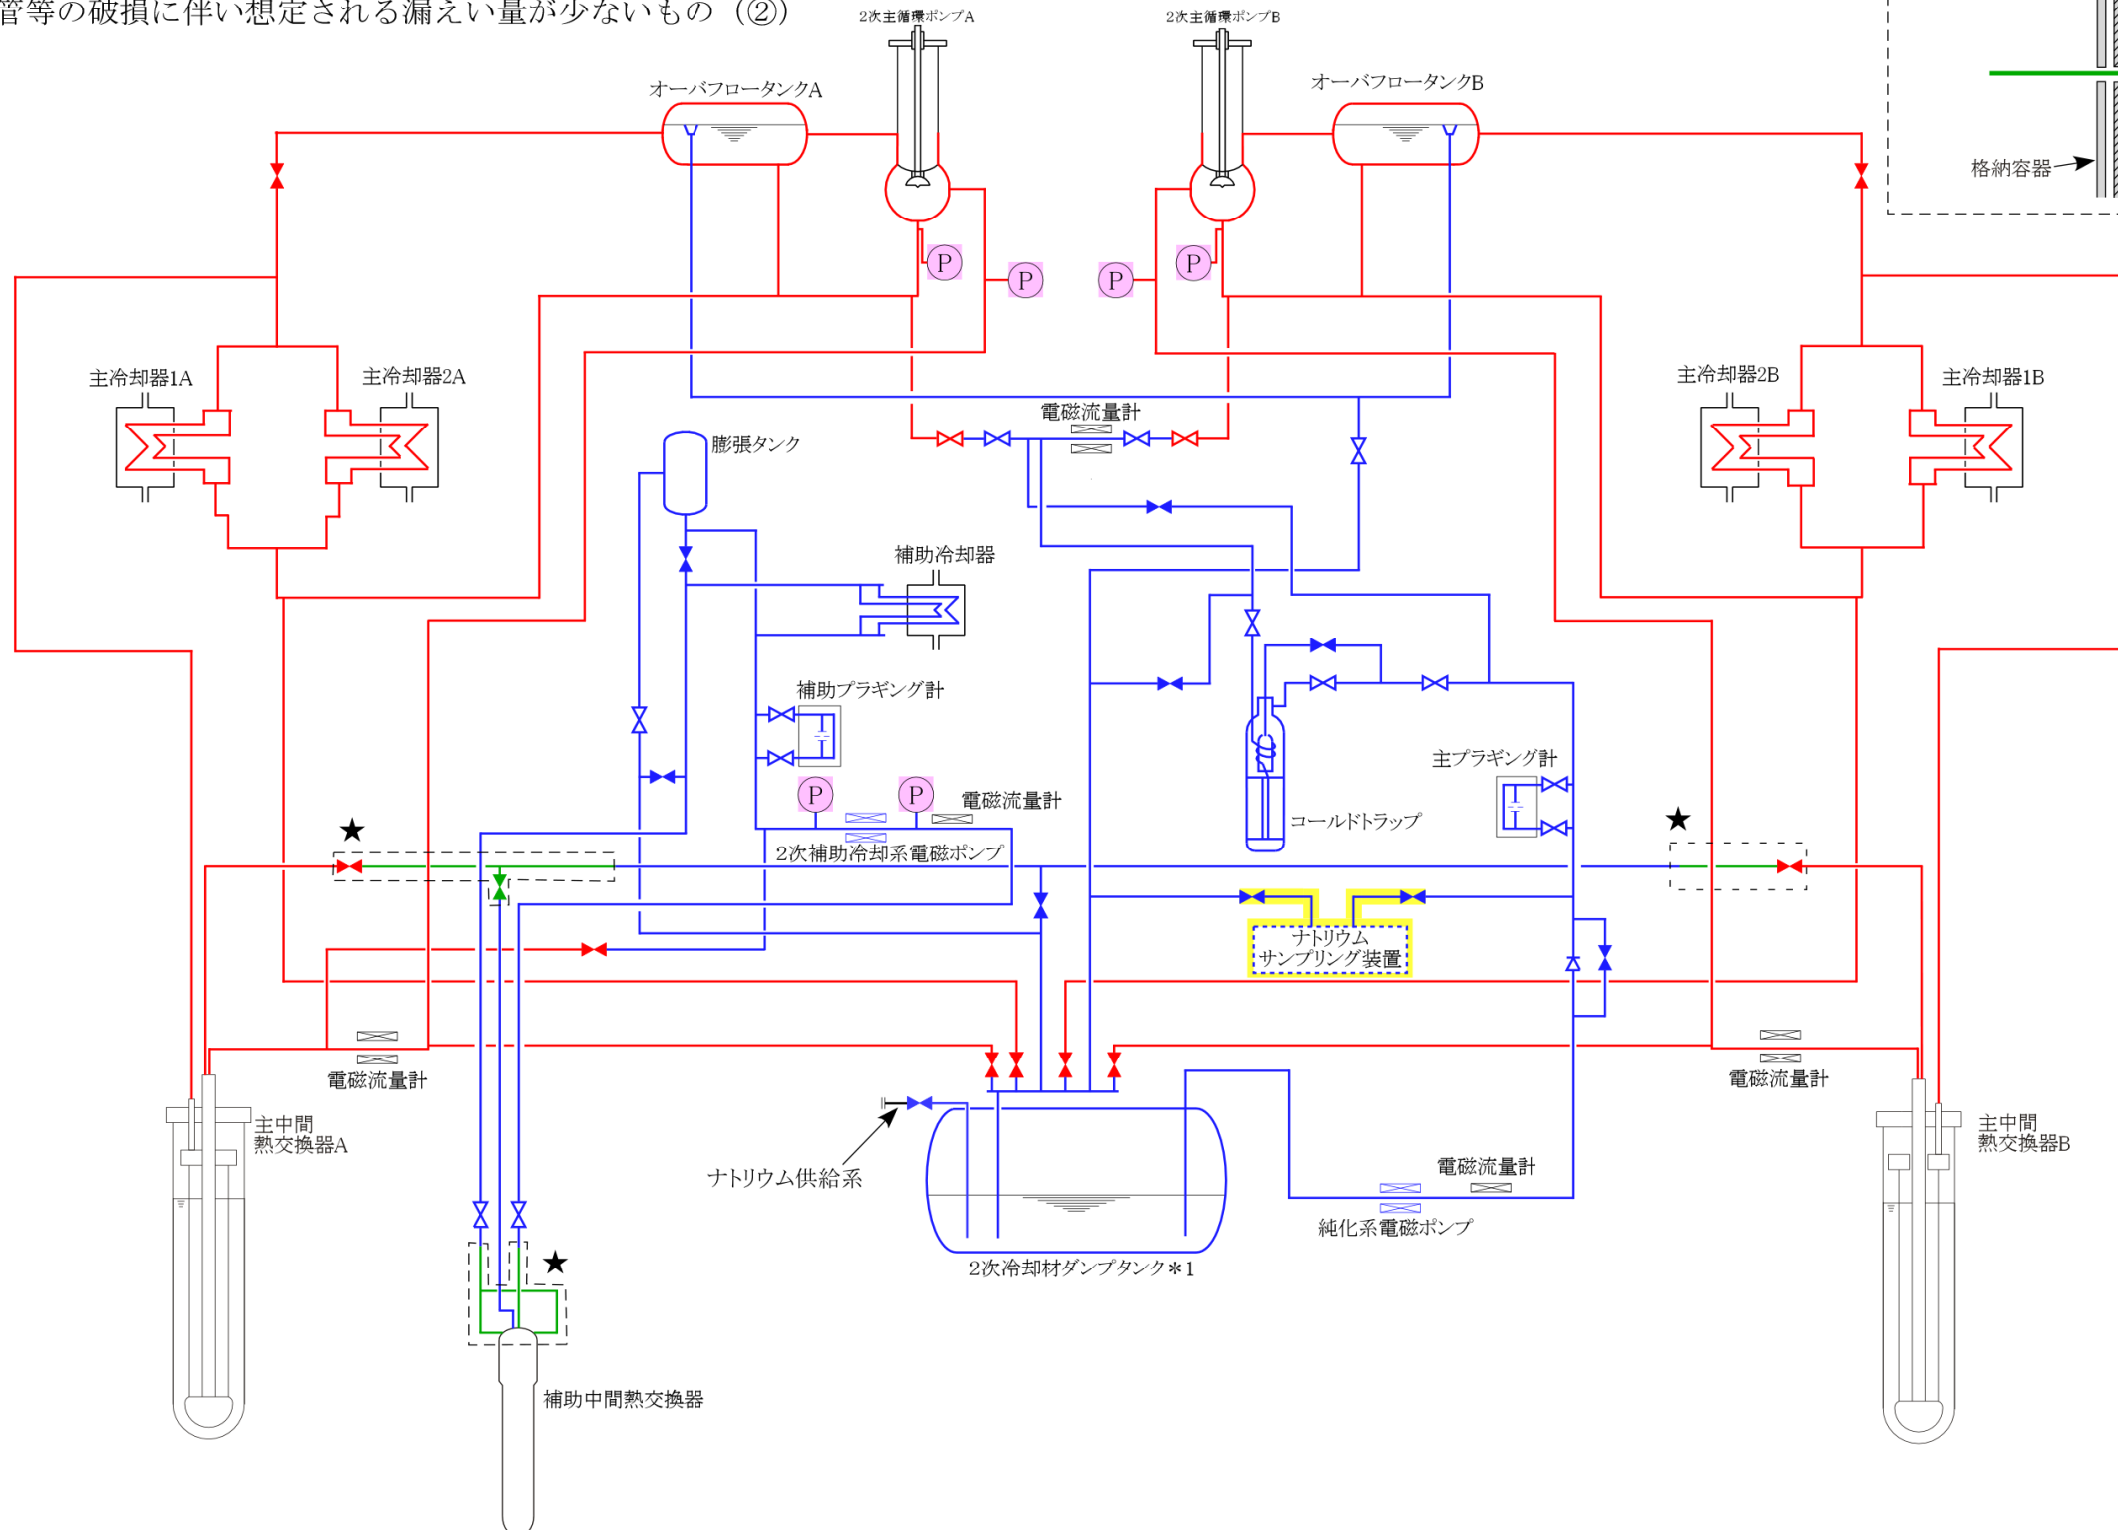 管等の破損に伴い想定される漏えい量が少ないもの（②）
2次主循環ポンプA
2次主循環ポンプB
オーバフロータンクA
オーバフロータンクB
格納容器
P
P
P
P
主冷却器1A
主冷却器2A
主冷却器2B
主冷却器1B
電磁流量計
膨張タンク
補助冷却器
補助プラギング計
主プラギング計
P
P
電磁流量計
コールドトラップ
★
★
2次補助冷却系電磁ポンプ
ナトリウム
サンプリング装置
電磁流量計
電磁流量計
主中間
熱交換器A
主中間
熱交換器B
ナトリウム供給系
電磁流量計
純化系電磁ポンプ
★
2次冷却材ダンプタンク＊1
補助中間熱交換器